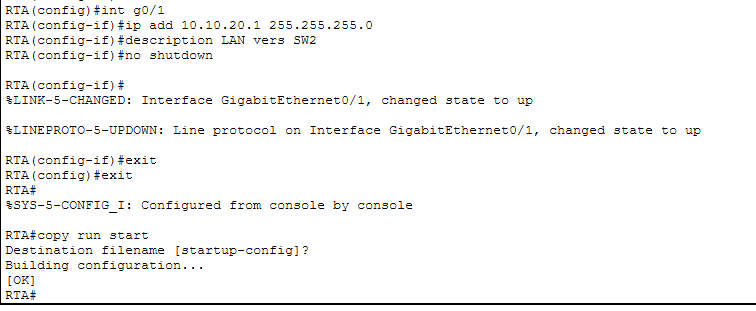 RTA(config)#int g0/1
RTA(config-if)#ip add 10.10.20.1 255.255.255.0
RTA(config-if)#description LAN vers SW2
RTA(config-if)#no shutdown
RTA(config-if)#
%LINK-5-CHANGED: Interface GigabitEthernet0/1, changed state to up
%LINEPROTO-5-UPDOWN: Line protocol on Interface GigabitEthernet0/1, changed state to up
RTA(config-if)#exit
RTA(config)#exit
RTA#
%SYS-5-CONFIG_I: Configured from console by console
RTA#copy run start
Destination filename [startup-config]?
Building configuration...
[OK]
RTA#